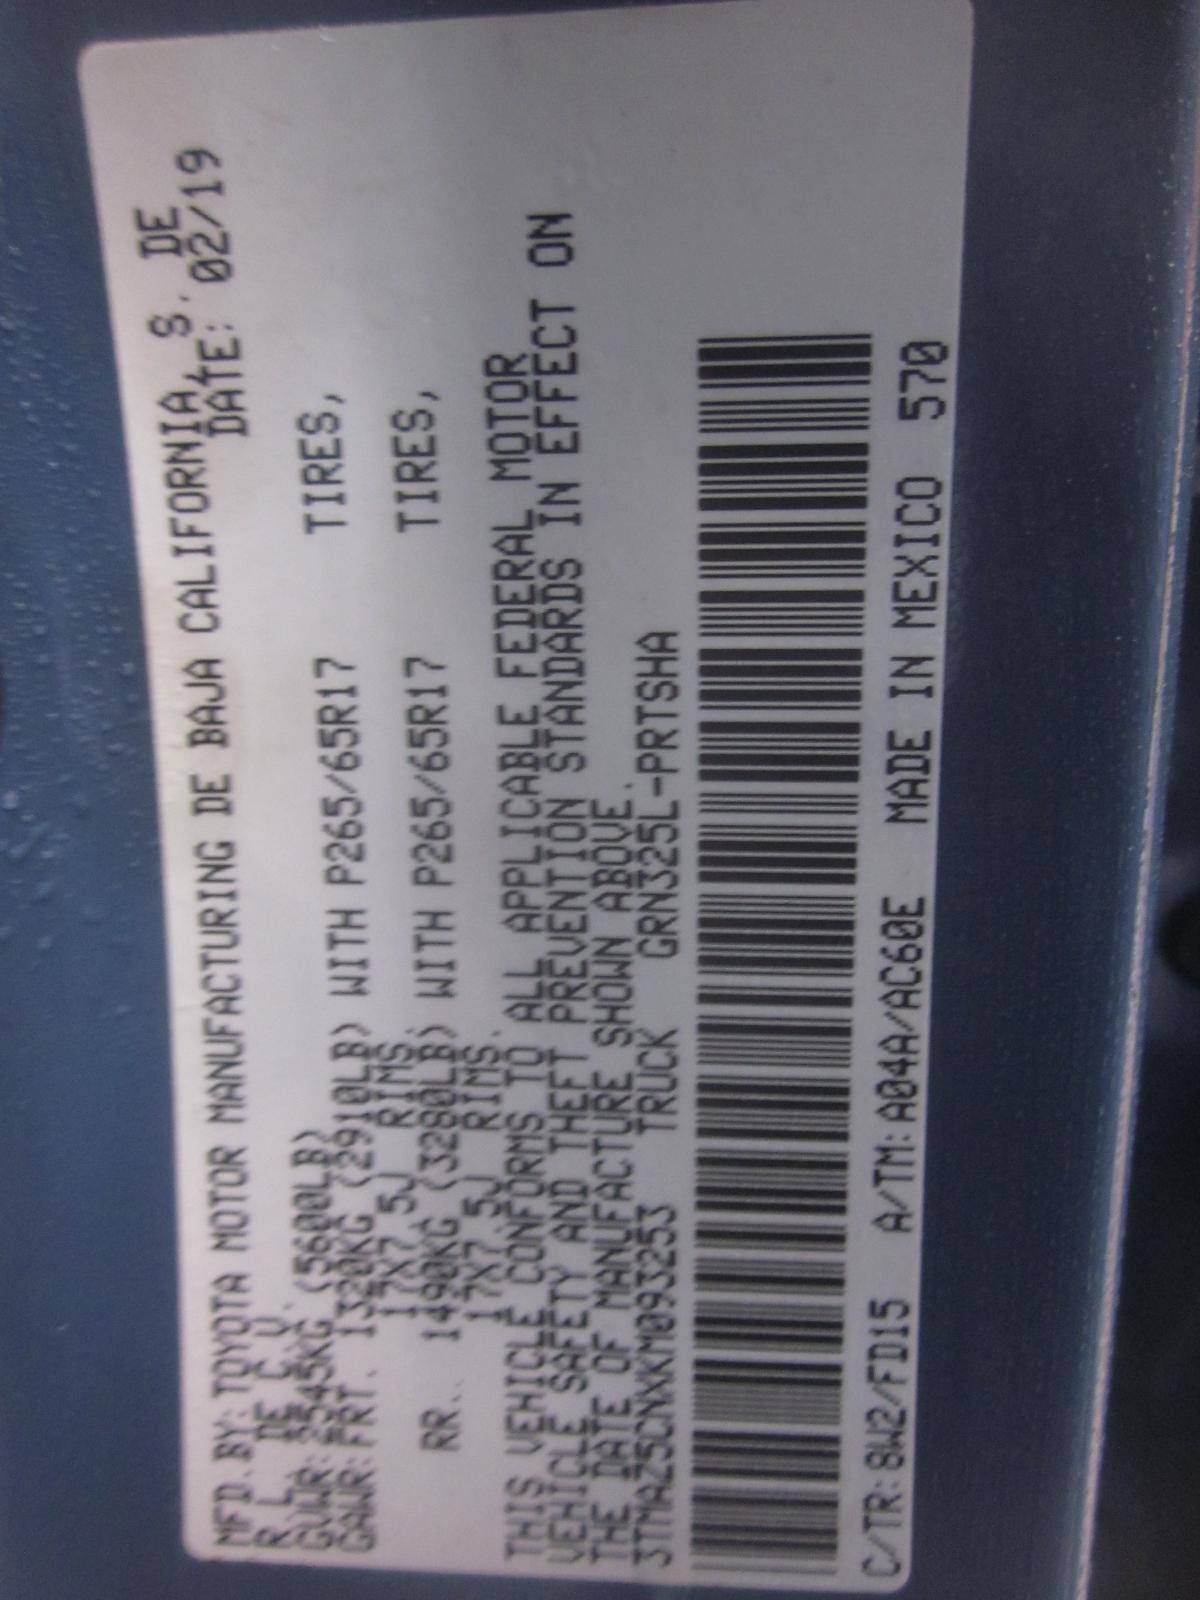 MFD.BY:TOYOTA MOTOR MANUFACTURING DE BAJA CALIFORNIA, S. DE
R L. DE C.V. DATE: 02/19
GVWR: 2545KG (5600LB)
GAWR:FRT. 1320KG (2910LB) WITH P265/65R17 TIRES,
17X7.5J RIMS,
RR. 1490KG (3280LB) WITH P265/65R17 TIRES,
17X7.5J RIMS.
THIS VEHICLE CONFORMS TO ALL APPLICABLE FEDERAL MOTOR
VEHICLE SAFETY AND THEFT PREVENTION STANDARDS IN EFFECT ON
THE DATE OF MANUFACTURE SHOWN ABOVE.
3TMAZ5CNXKM093253 TRUCK GRN325L-PRTSHA
C/TR:8W2/FD15 A/TM:A04A/AC60E MADE IN MEXICO 570